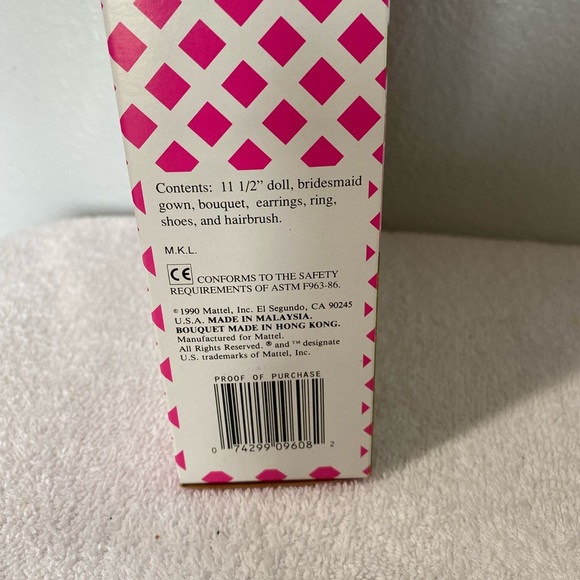 Contents: 11 1/2" doll, bridesmaid
gown, bouquet, earrings, ring,
shoes, and hairbrush.
M.K.L.
CE CONFORMS TO THE SAFETY
REQUIREMENTS OF ASTM F963-86.
©1990 Mattel, Inc. El Segundo, CA 90245
U.S.A. MADE IN MALAYSIA.
BOUQUET MADE IN HONG KONG.
Manufactured for Mattel.
All Rights Reserved. ® and ™ designate
U.S. trademarks of Mattel, Inc.
PROOF OF PURCHASE
0 74299 09608 2